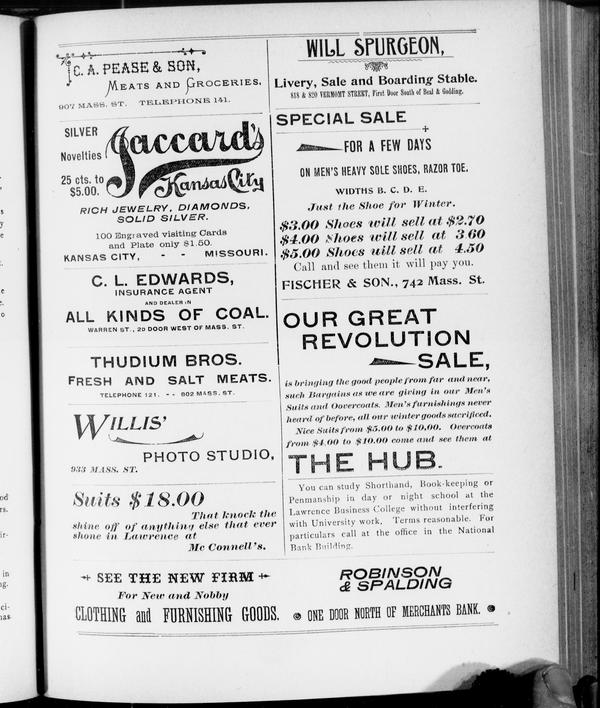 C. A. PEASE & SON,
MEATS AND GROCERIES,
907 MASS. ST. TELEPHONE 141.
SILVER
Novelties
25 cts. to
$5.00.
Jaccard's
Kansas City
RICH JEWELRY, DIAMONDS,
SOLID SILVER.
100 Engraved visiting Cards
and Plate only $1.50.
KANSAS CITY, - - MISSOURI.
C. L. EDWARDS,
INSURANCE AGENT
AND DEALER IN
ALL KINDS OF COAL.
WARREN ST., 2D DOOR WEST OF MASS. ST.
THUDIUM BROS.
FRESH AND SALT MEATS.
TELEPHONE 121. - - 802 MASS. ST.
WILLIS'
PHOTO STUDIO,
933 MASS. ST.
Suits $18.00
That knock the
shine off of anything else that ever
shone in Lawrence at
Mc Connell's.
WILL SPURGEON,
Livery, Sale and Boarding Stable.
818 & 820 VERMONT STREET, First Door South of Beal & Godding.
SPECIAL SALE
FOR A FEW DAYS
ON MEN'S HEAVY SOLE SHOES, RAZOR TOE.
WIDTHS B. C. D. E.
Just the Shoe for Winter.
$3.00 Shoes will sell at $2.70
$4.00 Shoes will sell at 3 60
$5.00 Shoes uill sell at 4.50
Call and see them it will pay you.
FISCHER & SON., 742 Mass. St.
OUR GREAT
REVOLUTION
SALE,
is bringing the good people from far and near,
such Bargains as we are giving in our Men's
Suits and Overcoats. Men's furnishings never
heard of before, all our winter goods sacrificed.
Nice Suits from $5.00 to $10.00. Overcoats
from $4.00 to $10.00 come and see them at
THE HUB.
You can study Shorthand, Book-keeping or
Penmanship in day or night school at the
Lawrence Business College without interfering
with University work, Terms reasonable. For
particulars call at the office in the National
Bank Building.
SEE THE NEW FIRM
For New and Nobby
CLOTHING and FURNISHING GOODS.
ROBINSON
& SPALDING
ONE DOOR NORTH OF MERCHANTS BANK.